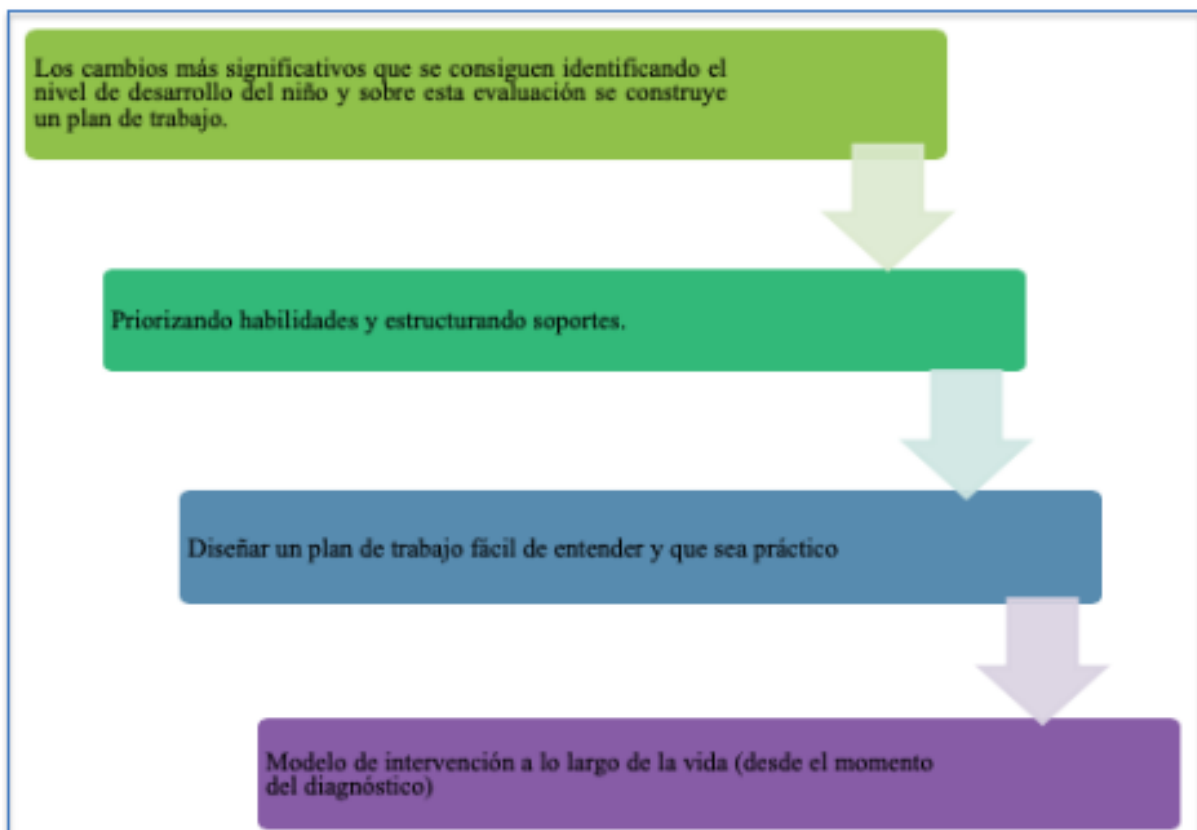 Los cambios más significativos que se consiguen identificando el
nivel de desarrollo del niño y sobre esta evaluación se construye
un plan de trabajo.
Priorizando habilidades y estructurando soportes.
Diseñar un plan de trabajo fácil de entender y que sea práctico
Modelo de intervención a lo largo de la vida (desde el momento
del diagnóstico)